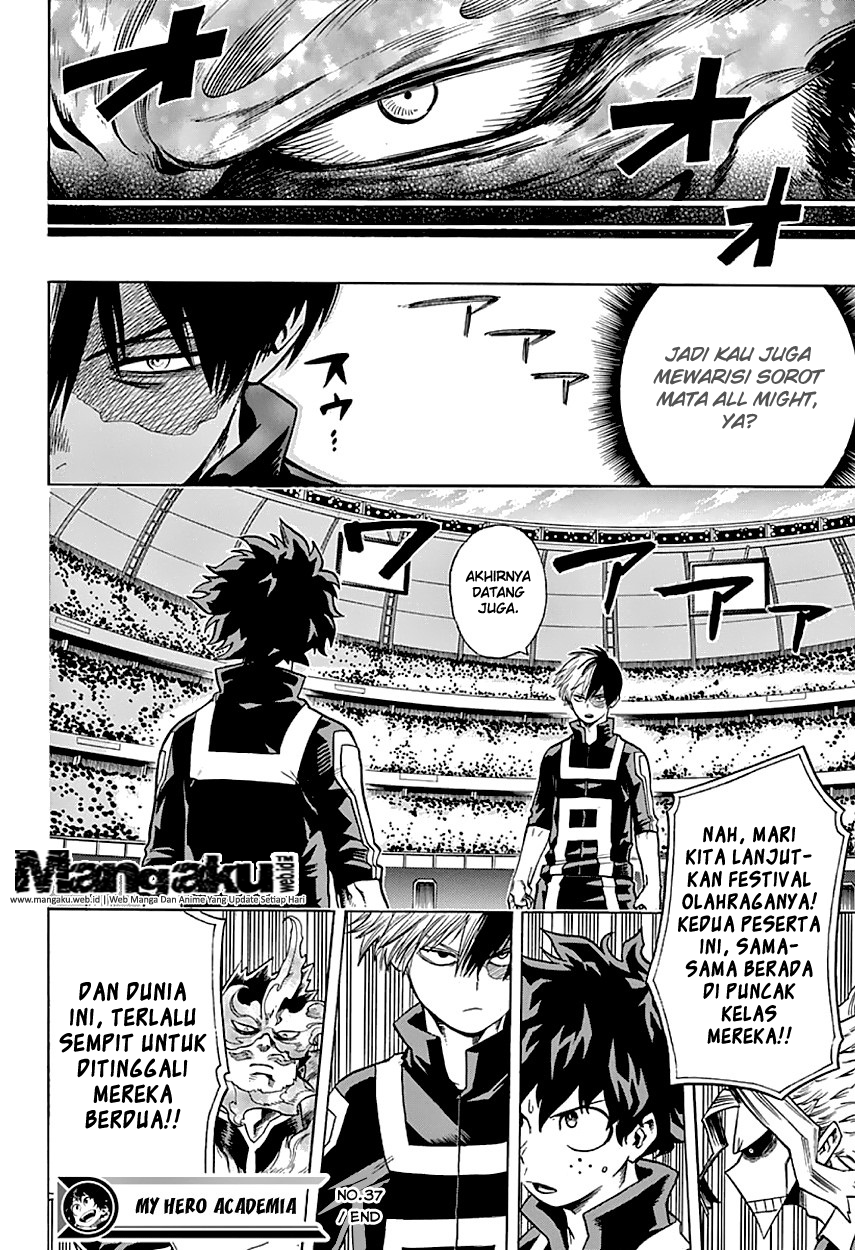 オ
オ
オ
JADI KAU JUGA
MEWARISI SOROT
MATA ALL MIGHT,
YA?
アアア
スゥ…
AKHIRNYA
DATANG
JUGA.
ワアアア
NAH, MARI
KITA LANJUT-
KAN FESTIVAL
OLAHRAGANYA!
KEDUA PESERTA
INI, SAMA-
SAMA BERADA
DI PUNCAK
KELAS
MEREKA!!
Mangaku
WEB.ID
www.mangaku.web.id | Web Manga Dan Anime Yang Update Setiap Hari
DAN DUNIA
INI, TERLALU
SEMPIT UNTUK
DITINGGALI
MEREKA
BERDUA!!
MY HERO ACADEMIA
NO.37
/ END